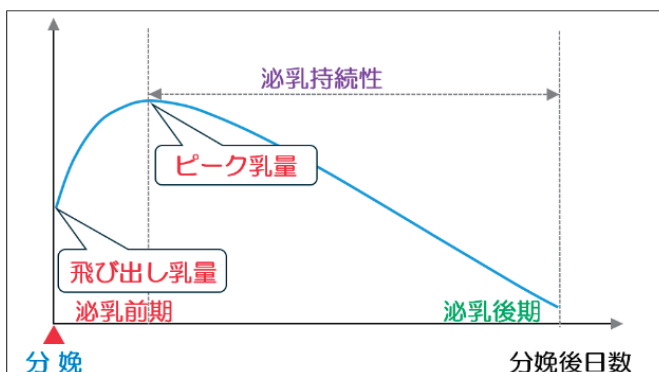 泌乳持続性
ピーク乳量
飛び出し乳量
泌乳前期
泌乳後期
分娩
分娩後日数